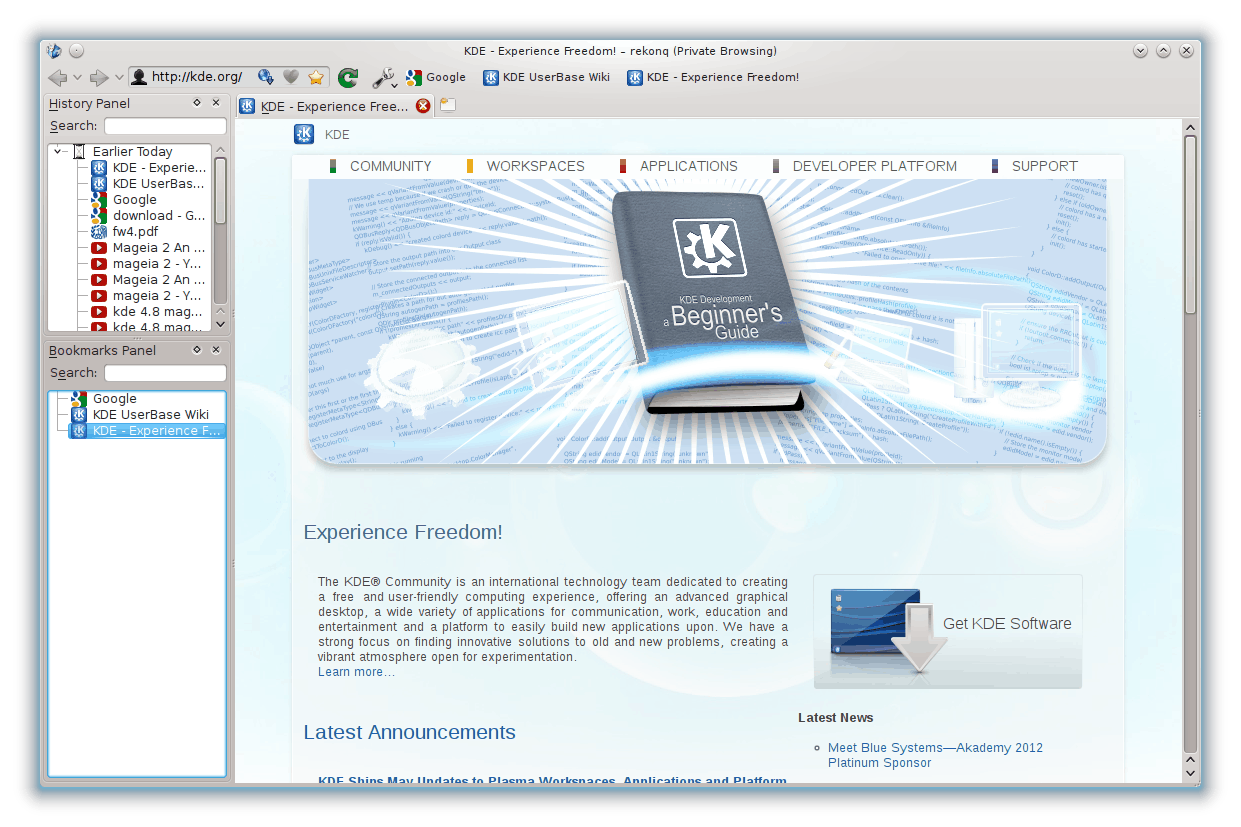 KDE - Experience Freedom! – rekonq (Private Browsing)
http://kde.org/
Google
KDE UserBase Wiki
KDE - Experience Freedom!
History Panel
Search:
Earlier Today
KDE - Experie...
KDE UserBas...
Google
download - G...
fw4.pdf
Mageia 2 An ...
mageia 2 - Y...
Mageia 2 An ...
mageia 2 - Y...
kde 4.8 mag...
kde 4.8 mag...
Bookmarks Panel
Search:
Google
KDE UserBase Wiki
KDE - Experience F...
KDE - Experience Free...
KDE
COMMUNITY
WORKSPACES
APPLICATIONS
DEVELOPER PLATFORM
SUPPORT
KDE Development
a Beginner's
Guide
Experience Freedom!
The KDE® Community is an international technology team dedicated to creating
a free and user-friendly computing experience, offering an advanced graphical
desktop, a wide variety of applications for communication, work, education and
entertainment and a platform to easily build new applications upon. We have a
strong focus on finding innovative solutions to old and new problems, creating a
vibrant atmosphere open for experimentation.
Learn more...
Get KDE Software
Latest Announcements
KDE Ships May Updates to Plasma Workspaces, Applications and Platform
Latest News
Meet Blue Systems—Akademy 2012
Platinum Sponsor